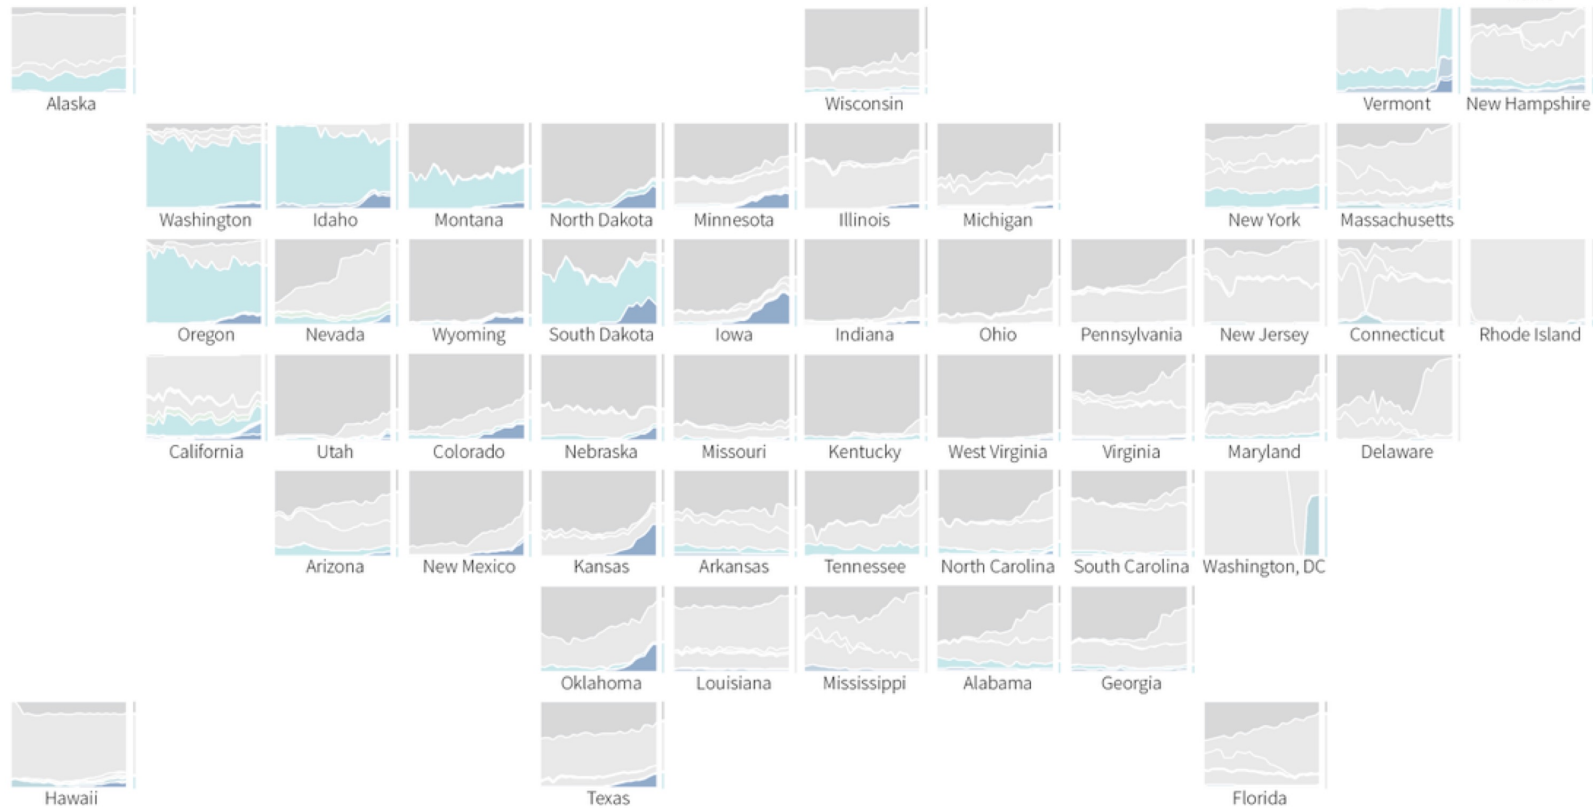 Alaska
Wisconsin
Vermont
New Hampshire
Washington
Idaho
Montana
North Dakota
Minnesota
Illinois
Michigan
New York
Massachusetts
Oregon
Nevada
Wyoming
South Dakota
Iowa
Indiana
Ohio
Pennsylvania
New Jersey
Connecticut
Rhode Island
California
Utah
Colorado
Nebraska
Missouri
Kentucky
West Virginia
Virginia
Maryland
Delaware
Arizona
New Mexico
Kansas
Arkansas
Tennessee
North Carolina
South Carolina
Washington, DC
Oklahoma
Louisiana
Mississippi
Alabama
Georgia
Hawaii
Texas
Florida